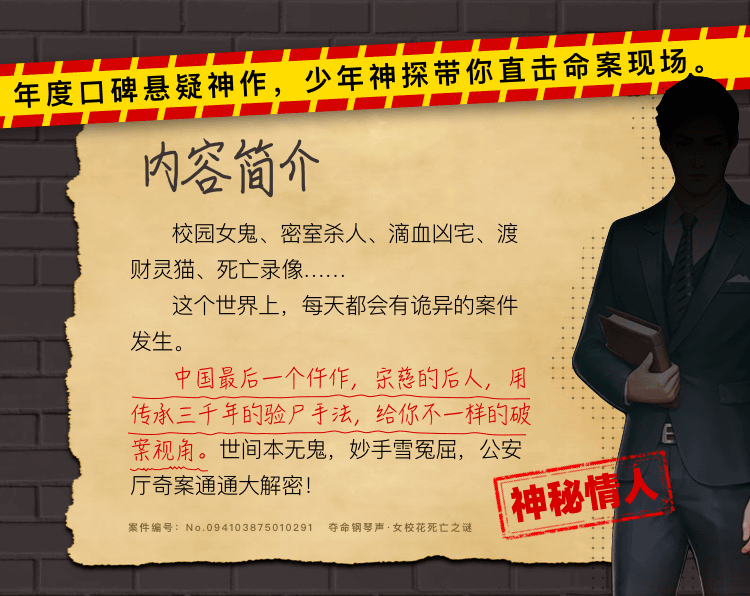 年度口碑悬疑神作，少年神探带你直击命案现场。
内容简介
校园女鬼、密室杀人、滴血凶宅、渡
财灵猫、死亡录像……
这个世界上，每天都会有诡异的案件
发生。
中国最后一个仵作，宗慈的后人，用
传承三千年的验尸手法，给你不一样的破
案视角。世间本无鬼，妙手雪冤屈，公安
厅奇案通通大解密！
案件编号：No.094103875010291 夺命钢琴声·女校花死亡之谜
神秘情人